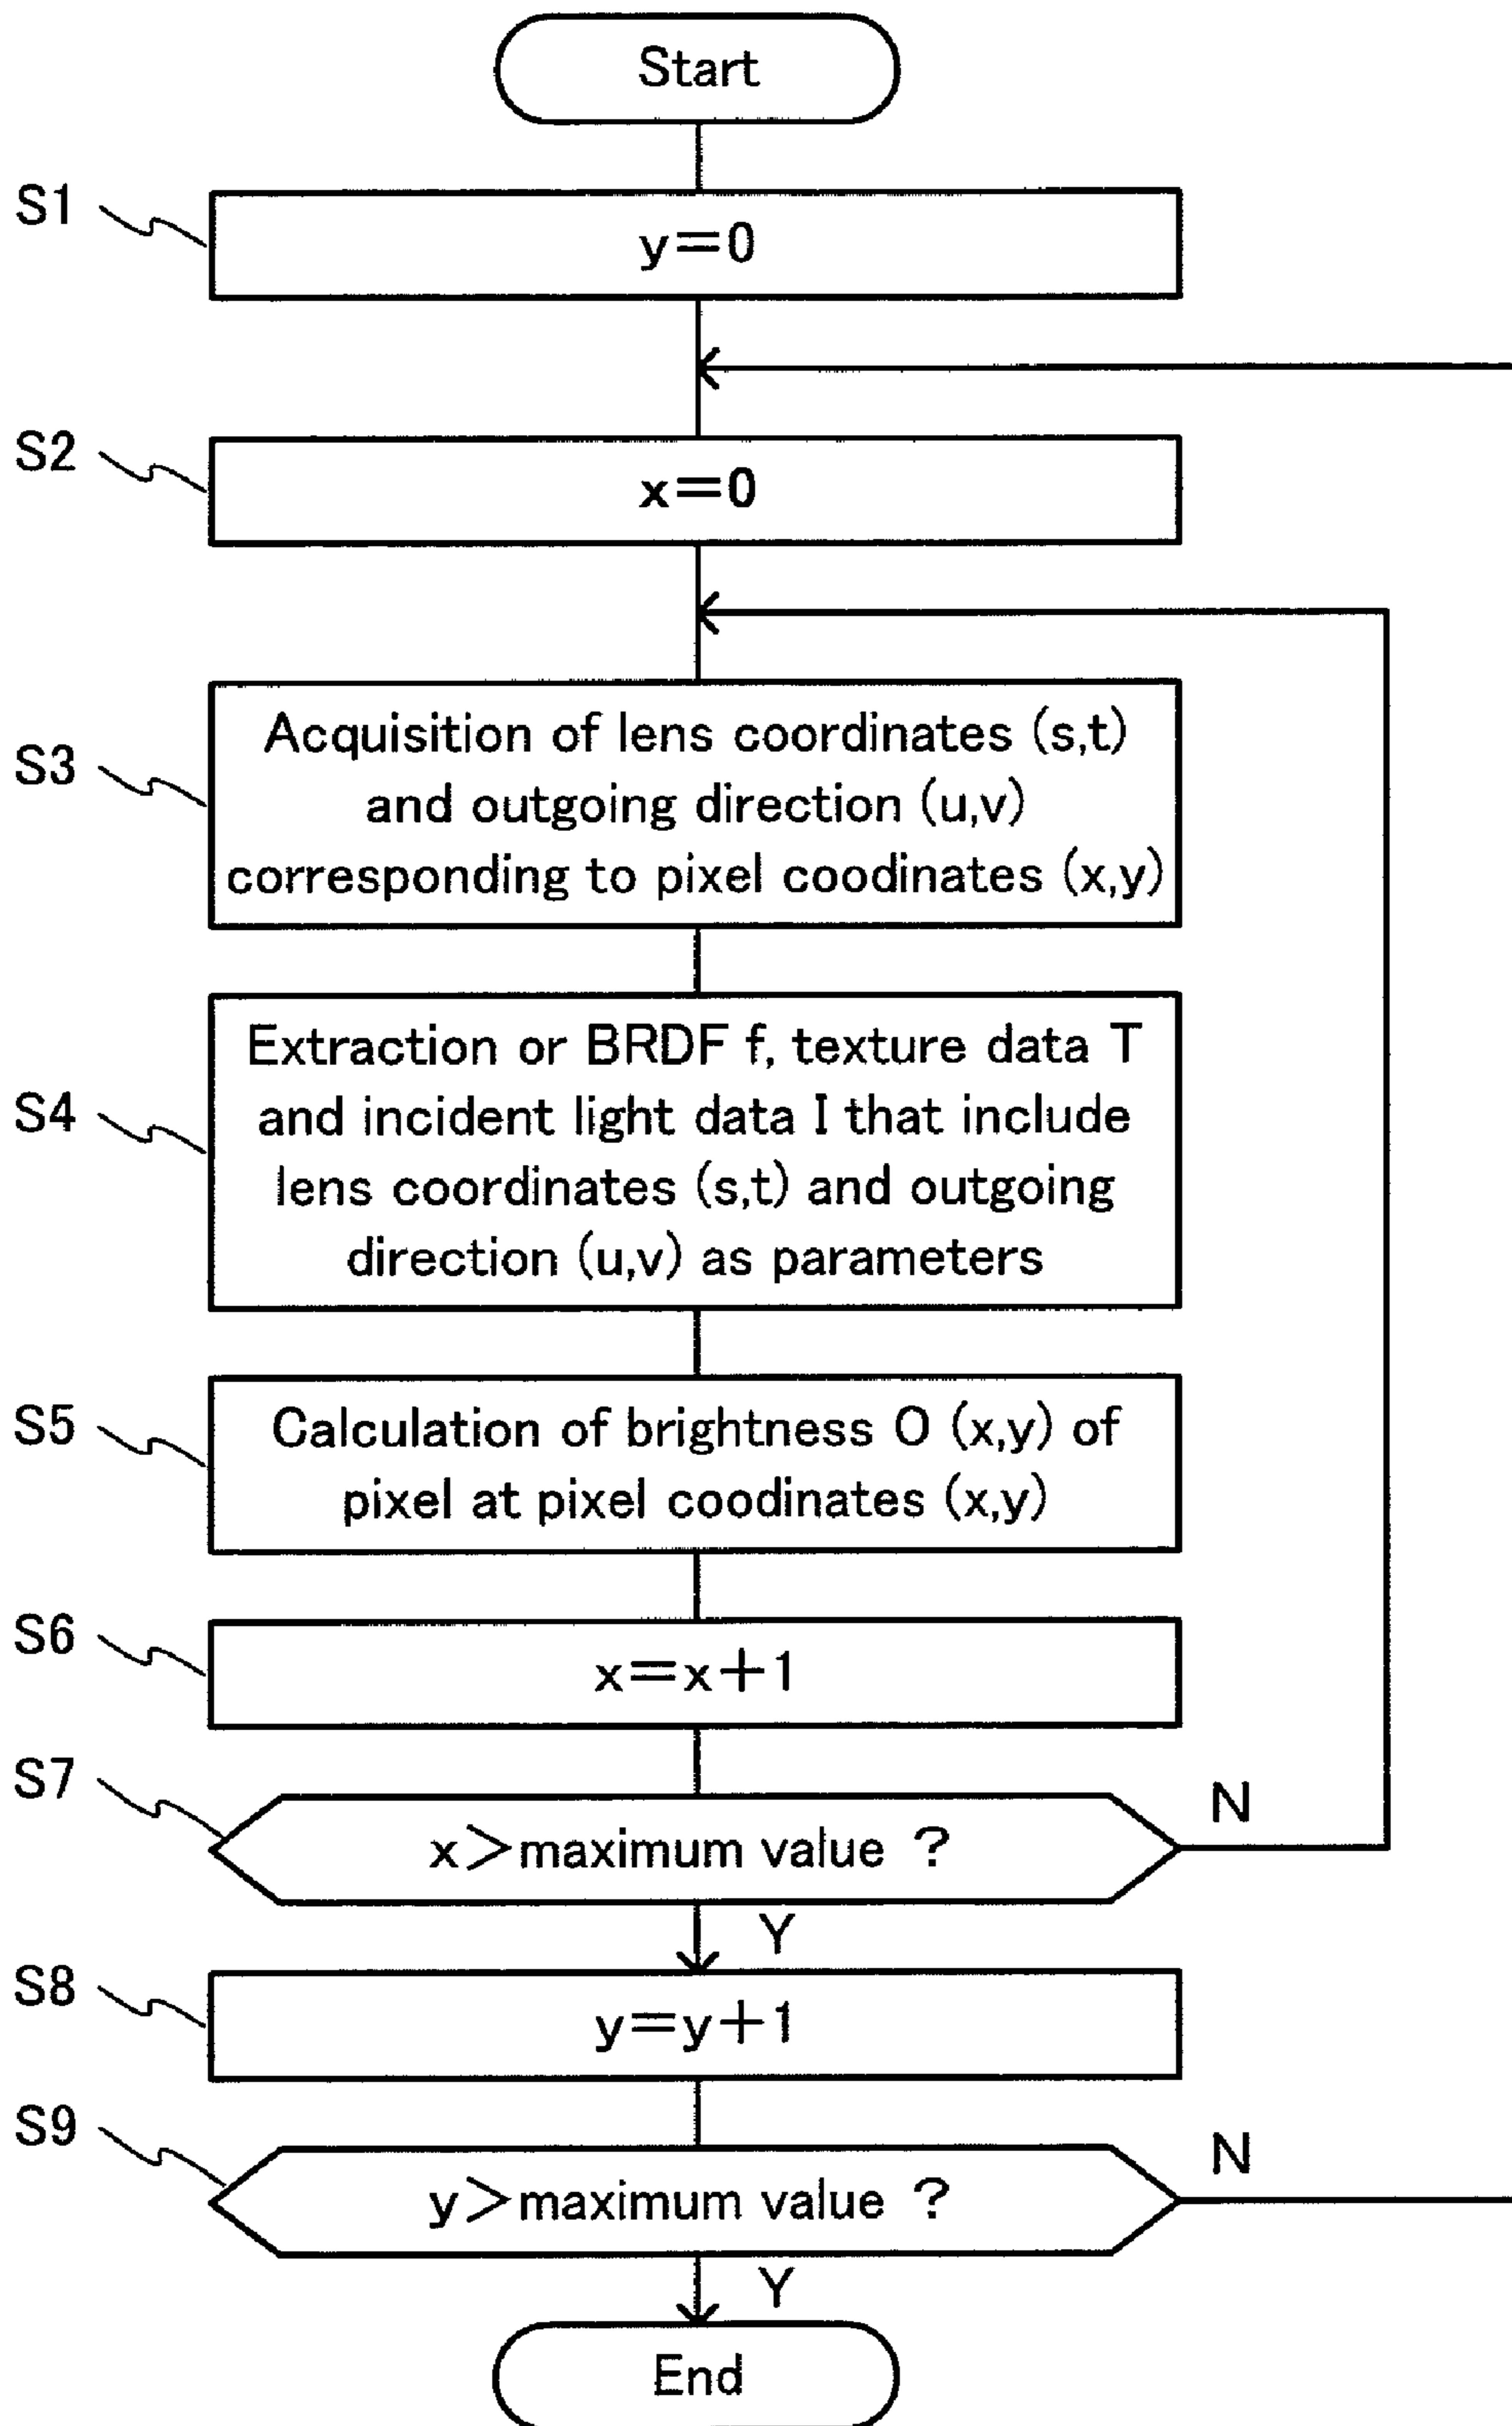 Start
S1
y=0
S2
x=0
S3
Acquisition of lens coordinates (s,t)
and outgoing direction (u,v)
corresponding to pixel coodinates (x,y)
S4
Extraction or BRDF f, texture data T
and incident light data I that include
lens coordinates (s,t) and outgoing
direction (u,v) as parameters
S5
Calculation of brightness O (x,y) of
pixel at pixel coodinates (x,y)
S6
x=x+1
S7
x>maximum value ?
N
Y
S8
y=y+1
S9
y>maximum value ?
N
Y
End